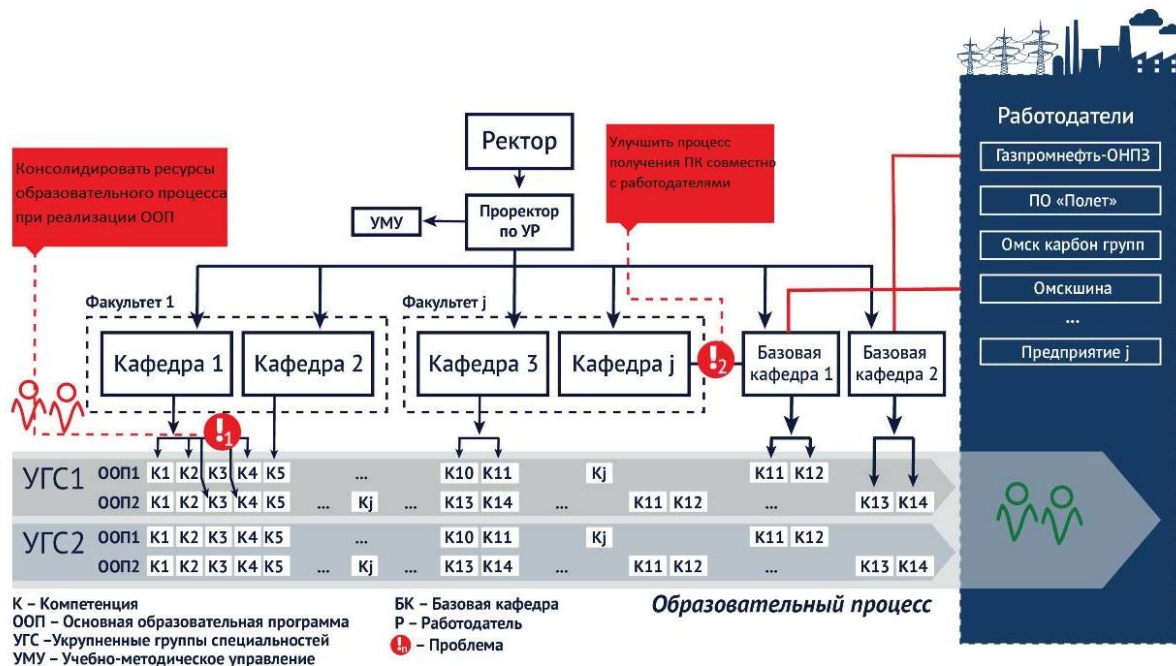 Работодатели
Газпромнефть-ОНПЗ
ПО «Полет»
Омск карбон групп
Омскшина
...
Предприятие j
Консолидировать ресурсы
образовательного процесса
при реализации ООП
Ректор
Улучшить процесс
получения ПК совместно
с работодателями
УМУ
Проректор
по УР
Факультет 1
Факультет j
Кафедра 1
Кафедра 2
Кафедра 3
Кафедра j
!2
Базовая
кафедра 1
Базовая
кафедра 2
!1
УГС1
ООП1 К1 К2 К3 К4 К5 ... К10 К11 Кj К11 К12
ООП2 К1 К2 К3 К4 К5 ... Кj ... К13 К14 ... К11 К12 ... К13 К14
УГС2
ООП1 К1 К2 К3 К4 К5 ... К10 К11 Кj К11 К12
ООП2 К1 К2 К3 К4 К5 ... Кj ... К13 К14 ... К11 К12 ... К13 К14
Образовательный процесс
К – Компетенция
ООП – Основная образовательная программа
УГС –Укрупненные группы специальностей
УМУ – Учебно-методическое управление
БК – Базовая кафедра
Р – Работодатель
!n – Проблема